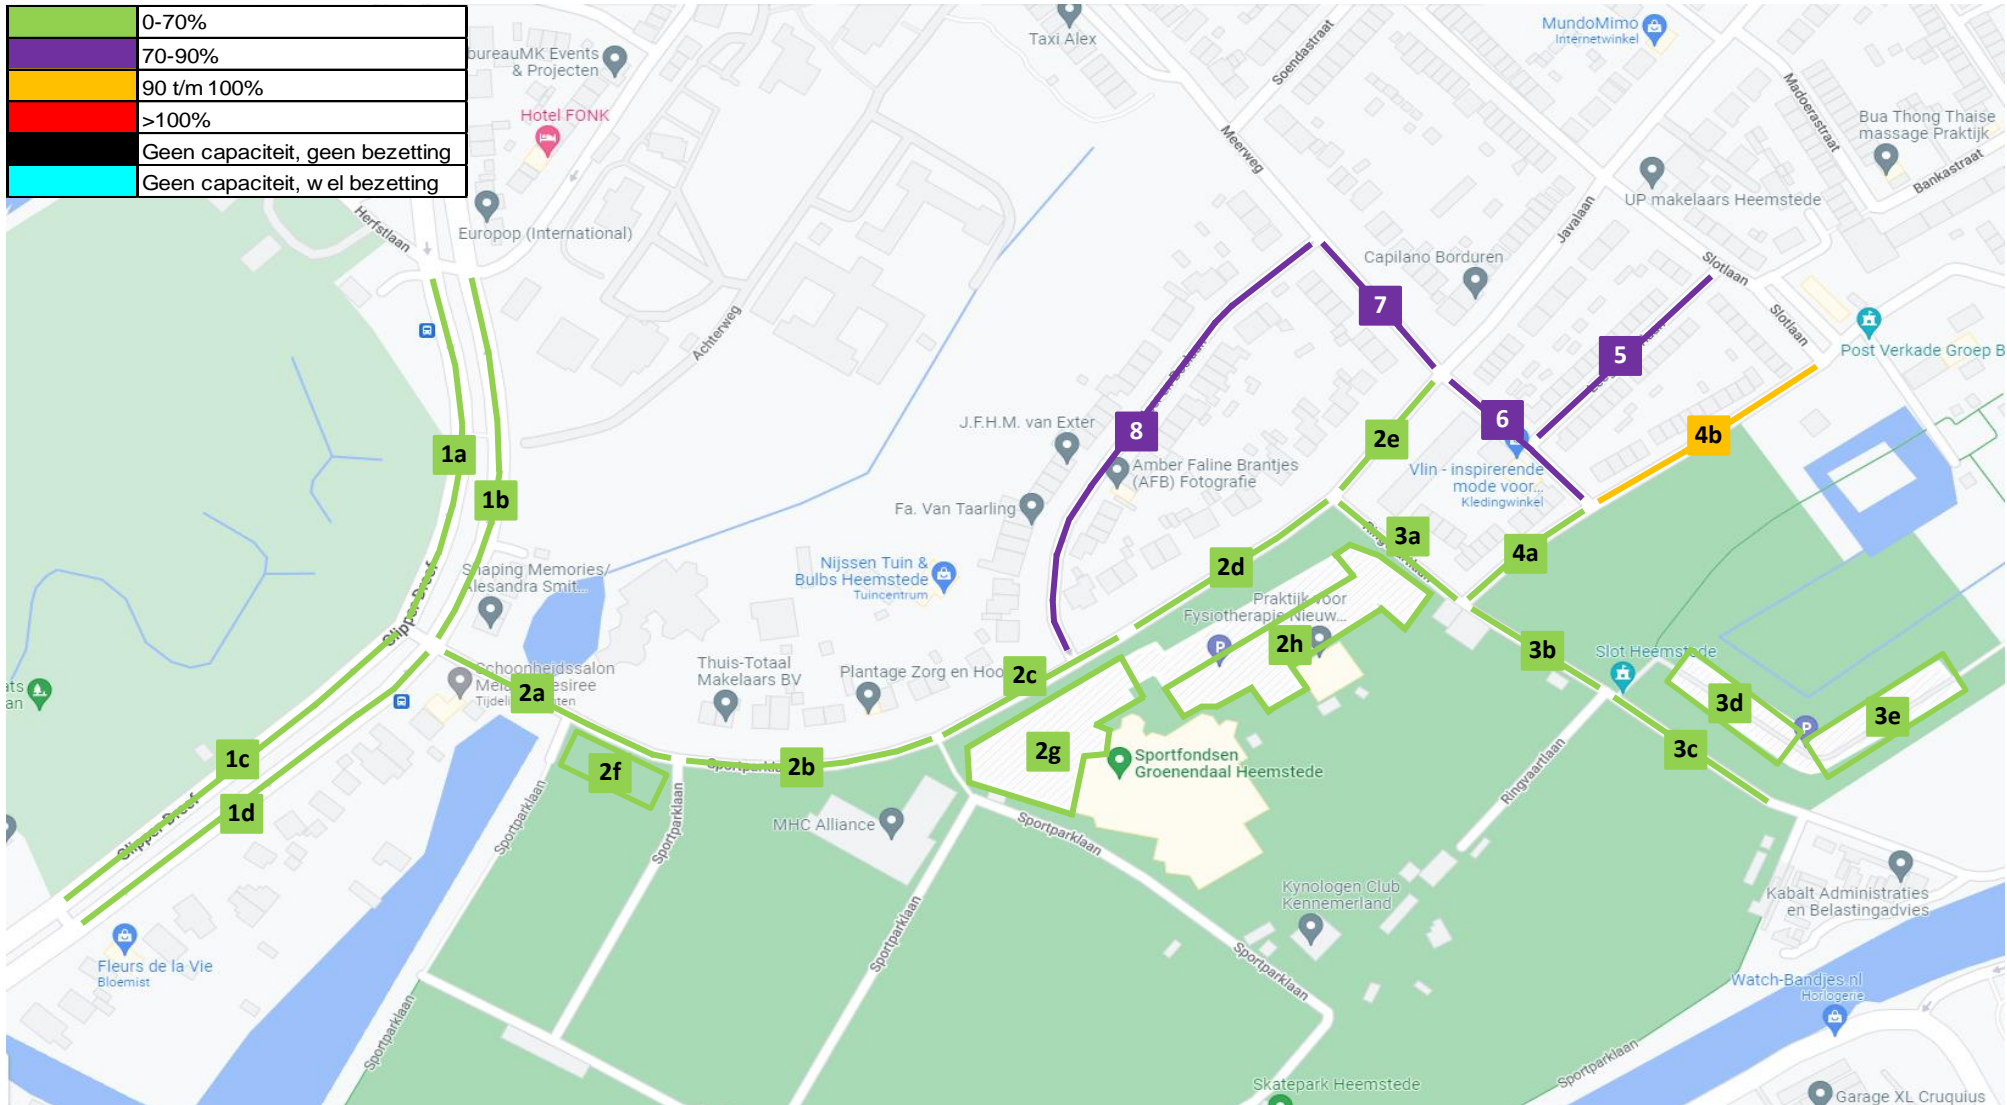 0-70%
70-90%
90 t/m 100%
>100%
Geen capaciteit, geen bezetting
Geen capaciteit, wel bezetting
bureauMK Events
& Projecten
Hotel FONK
Europop (International)
Herfstlaan
Taxi Alex
Soendastraat
MundoMimo
Internetwinkel
Madoerastraat
Bua Thong Thaise
massage Praktijk
Bankastraat
Meerweg
UP makelaars Heemstede
Javalaan
Capilano Borduren
Slotlaan
Slotlaan
Post Verkade Groep B
Achterweg
7
5
6
4b
8
2e
1a
1b
J.F.H.M. van Exter
Amber Faline Brantjes
(AFB) Fotografie
Fa. Van Taarling
Vlin - inspirerende
mode voor...
Kledingwinkel
3a
4a
2d
Nijssen Tuin &
Bulbs Heemstede
Tuincentrum
Praktijk voor
Fysiotherapie Nieuw...
2h
3b
Slot Heemstede
Thuis-Totaal
Makelaars BV
Plantage Zorg en Hoo
2c
2a
3d
3e
3c
P
P
1c
1d
2f
2b
2g
Sportfondsen
Groenendaal Heemstede
MHC Alliance
Sportparklaan
Sportparklaan
Sportparklaan
Sportparklaan
Sportparklaan
Sportparklaan
Sportparklaan
Ringvaartlaan
Kynologen Club
Kennemerland
Kabalt Administraties
en Belastingadvies
Fleurs de la Vie
Bloemist
Watch-Bandjes.nl
Horlogerie
Skatepark Heemstede
Garage XL Cruquius